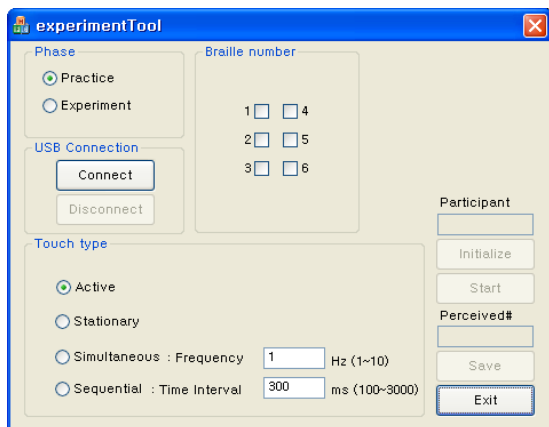 experimentTool
Phase
Practice
Experiment
Braille number
1 4
2 5
3 6
USB Connection
Connect
Disconnect
Touch type
Active
Stationary
Simultaneous : Frequency 1 Hz (1~10)
Sequential : Time Interval 300 ms (100~3000)
Participant
Initialize
Start
Perceived#
Save
Exit